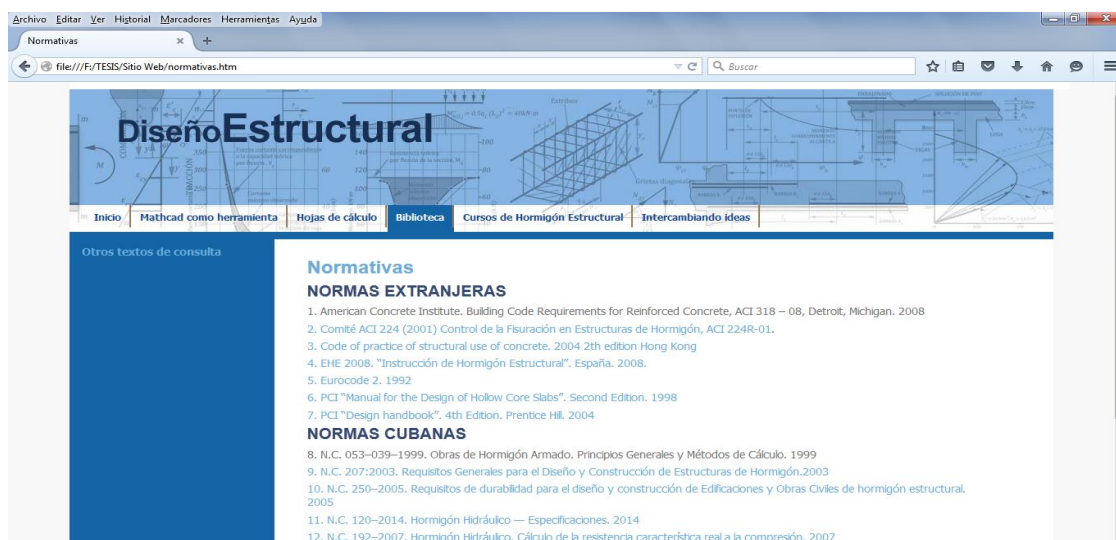 Archivo Editar Ver Historial Marcadores Herramientas Ayuda
Normativas
file:///F:/TESIS/Sitio Web/normativas.htm
Buscar
DiseñoEstructural
Inicio Mathcad como herramienta Hojas de cálculo Biblioteca Cursos de Hormigón Estructural Intercambiando ideas
Otros textos de consulta
Normativas
NORMAS EXTRANJERAS
1. American Concrete Institute. Building Code Requirements for Reinforced Concrete, ACI 318 – 08, Detroit, Michigan. 2008
2. Comité ACI 224 (2001) Control de la Fisuración en Estructuras de Hormigón, ACI 224R-01.
3. Code of practice of structural use of concrete. 2004 2th edition Hong Kong
4. EHE 2008. "Instrucción de Hormigón Estructural". España. 2008.
5. Eurocode 2. 1992
6. PCI "Manual for the Design of Hollow Core Slabs". Second Edition. 1998
7. PCI "Design handbook". 4th Edition. Prentice Hill. 2004
NORMAS CUBANAS
8. N.C. 053–039–1999. Obras de Hormigón Armado. Principios Generales y Métodos de Cálculo. 1999
9. N.C. 207:2003. Requisitos Generales para el Diseño y Construcción de Estructuras de Hormigón.2003
10. N.C. 250–2005. Requisitos de durabilidad para el diseño y construcción de Edificaciones y Obras Civiles de hormigón estructural.
2005
11. N.C. 120–2014. Hormigón Hidráulico — Especificaciones. 2014
12. N.C. 192–2007. Hormigón Hidráulico. Cálculo de la resistencia característica real a la compresión. 2007